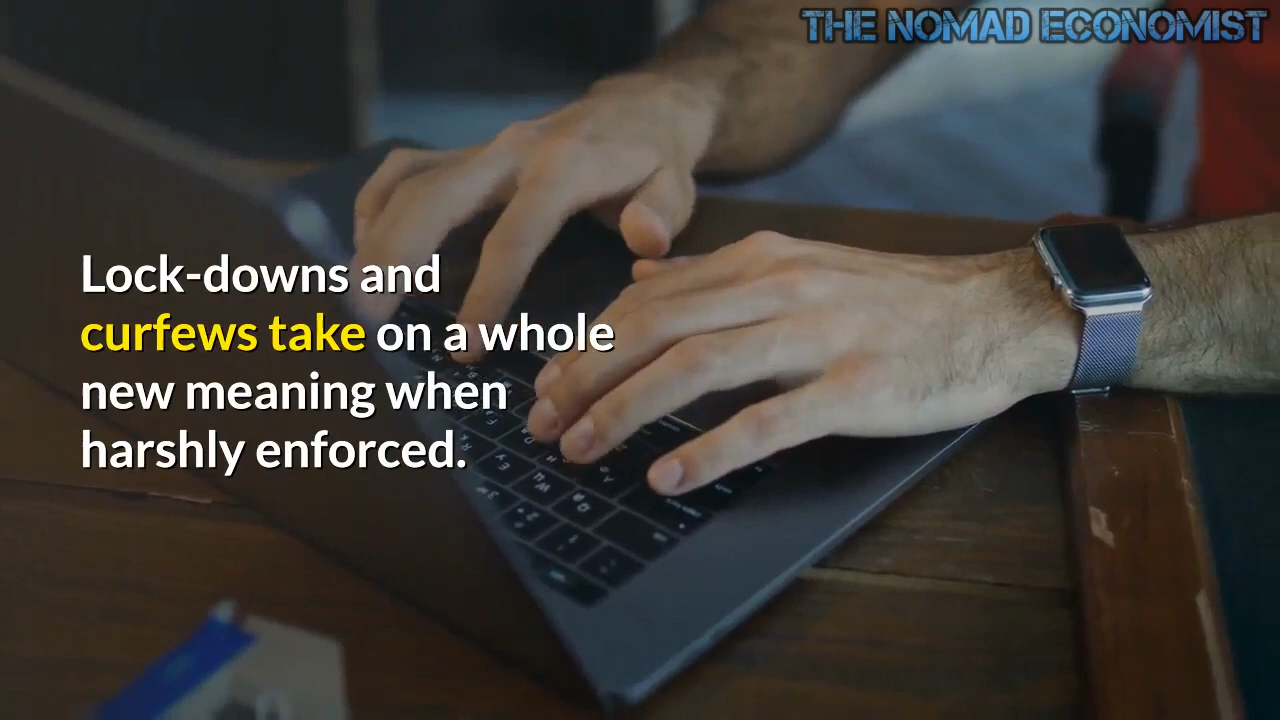 THE NOMAD ECONOMIST
Lock-downs and
curfews take on a whole
new meaning when
harshly enforced.